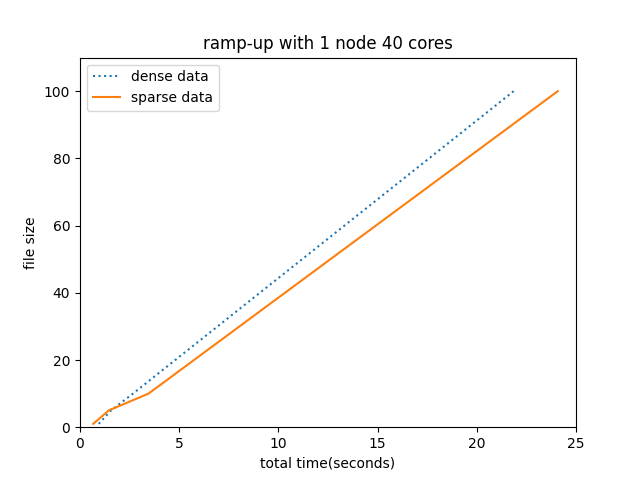 ramp-up with 1 node 40 cores
dense data
sparse data
100
80
60
40
20
0
file size
0 5 10 15 20 25
total time(seconds)